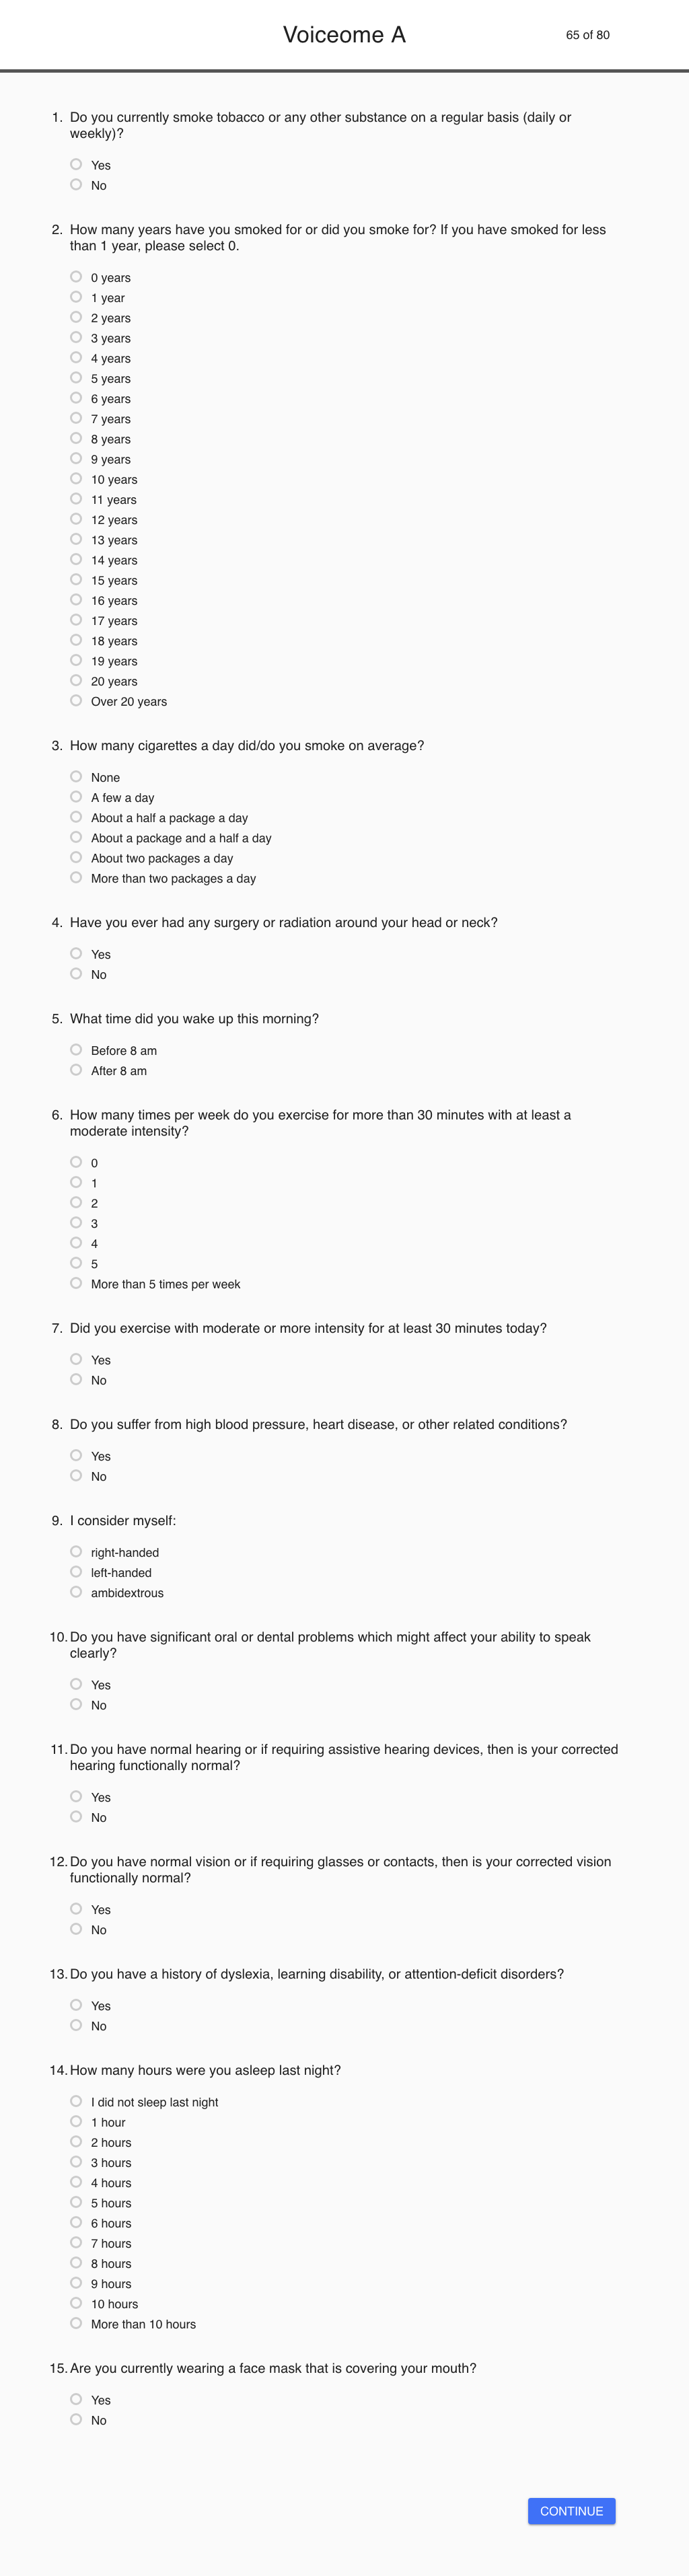 Voiceome A
65 of 80
1. Do you currently smoke tobacco or any other substance on a regular basis (daily or
weekly)?
Yes
No
2. How many years have you smoked for or did you smoke for? If you have smoked for less
than 1 year, please select 0.
0 years
1 year
2 years
3 years
4 years
5 years
6 years
7 years
8 years
9 years
10 years
11 years
12 years
13 years
14 years
15 years
16 years
17 years
18 years
19 years
20 years
Over 20 years
3. How many cigarettes a day did/do you smoke on average?
None
A few a day
About a half a package a day
About a package and a half a day
About two packages a day
More than two packages a day
4. Have you ever had any surgery or radiation around your head or neck?
Yes
No
5. What time did you wake up this morning?
Before 8 am
After 8 am
6. How many times per week do you exercise for more than 30 minutes with at least a
moderate intensity?
0
1
2
3
4
5
More than 5 times per week
7. Did you exercise with moderate or more intensity for at least 30 minutes today?
Yes
No
8. Do you suffer from high blood pressure, heart disease, or other related conditions?
Yes
No
9. I consider myself:
right-handed
left-handed
ambidextrous
10. Do you have significant oral or dental problems which might affect your ability to speak
clearly?
Yes
No
11. Do you have normal hearing or if requiring assistive hearing devices, then is your corrected
hearing functionally normal?
Yes
No
12. Do you have normal vision or if requiring glasses or contacts, then is your corrected vision
functionally normal?
Yes
No
13. Do you have a history of dyslexia, learning disability, or attention-deficit disorders?
Yes
No
14. How many hours were you asleep last night?
I did not sleep last night
1 hour
2 hours
3 hours
4 hours
5 hours
6 hours
7 hours
8 hours
9 hours
10 hours
More than 10 hours
15. Are you currently wearing a face mask that is covering your mouth?
Yes
No
CONTINUE